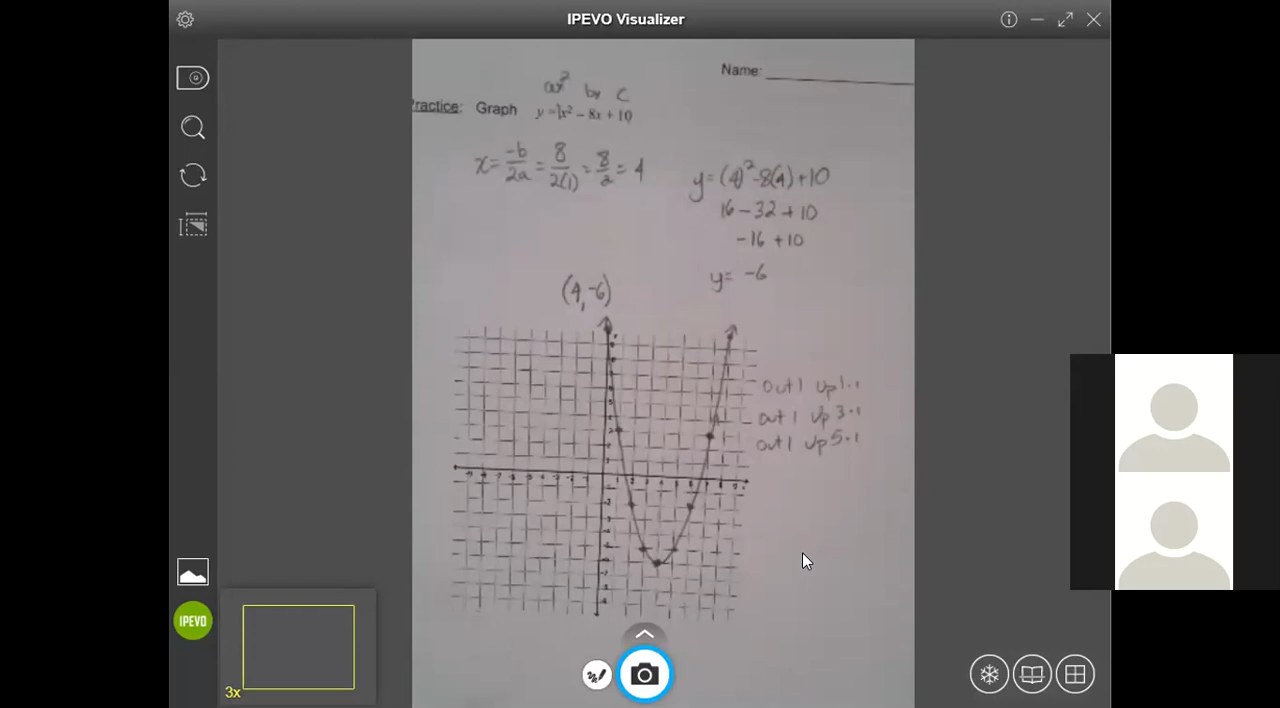 IPEVO Visualizer
Name:
ax² bx c
ractice: Graph y = 1x² − 8x + 10
x = -b/2a = 8/2(1) = 8/2 = 4
y = (4)² - 8(4) + 10
16 - 32 + 10
-16 + 10
y = -6
(4, -6)
out 1 up 1·1
out 1 up 3·1
out 1 up 5·1
IPEVO
3x